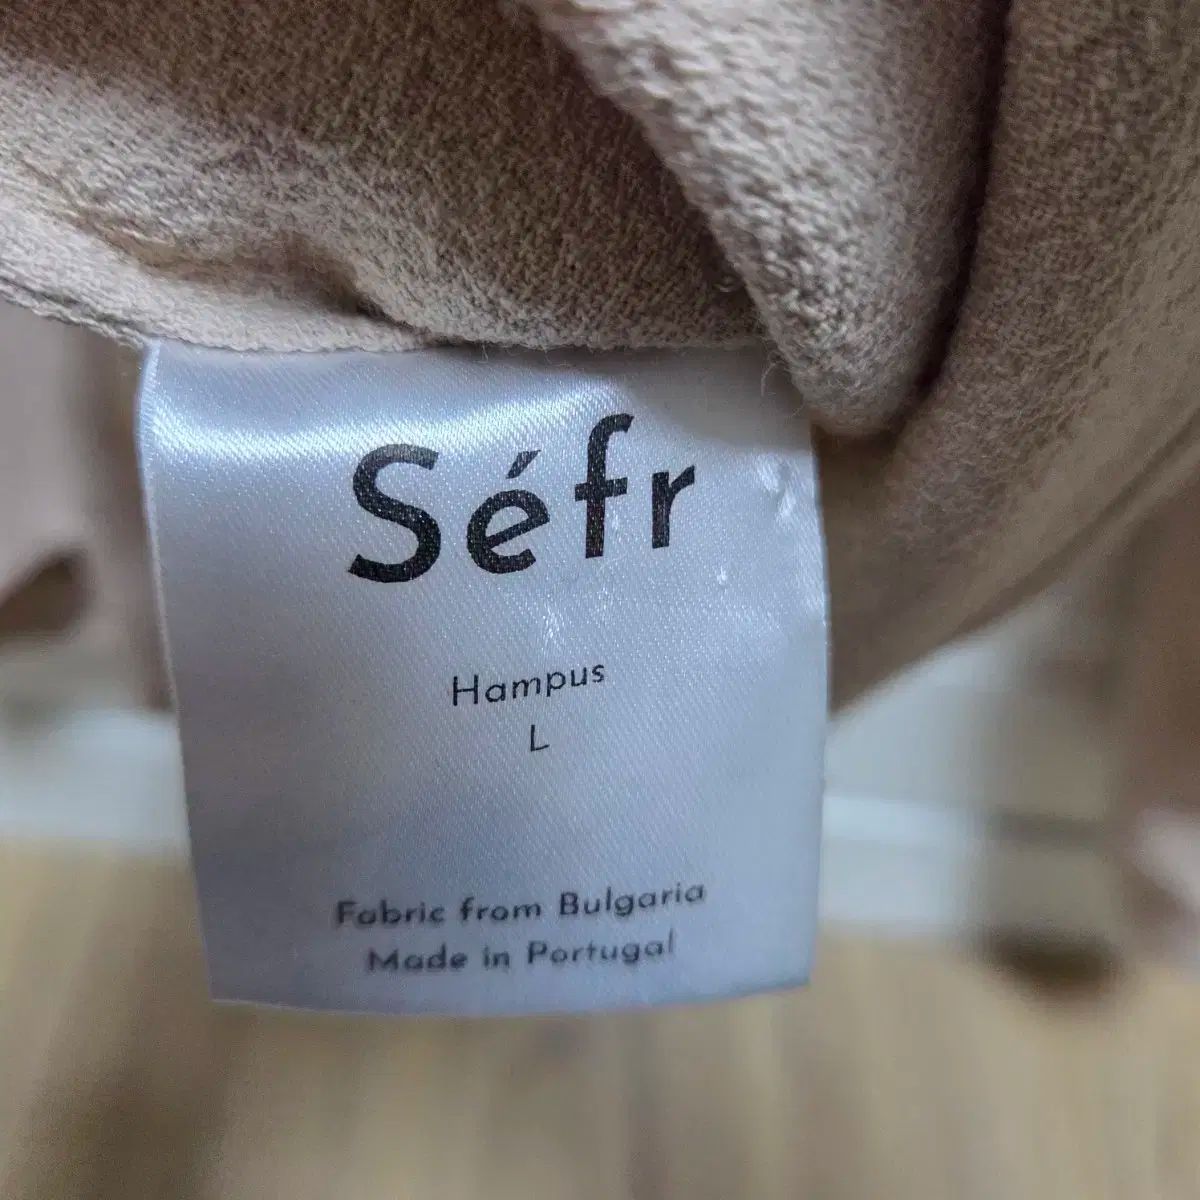 Séfr
Hampus
L
Fabric from Bulgaria
Made in Portugal